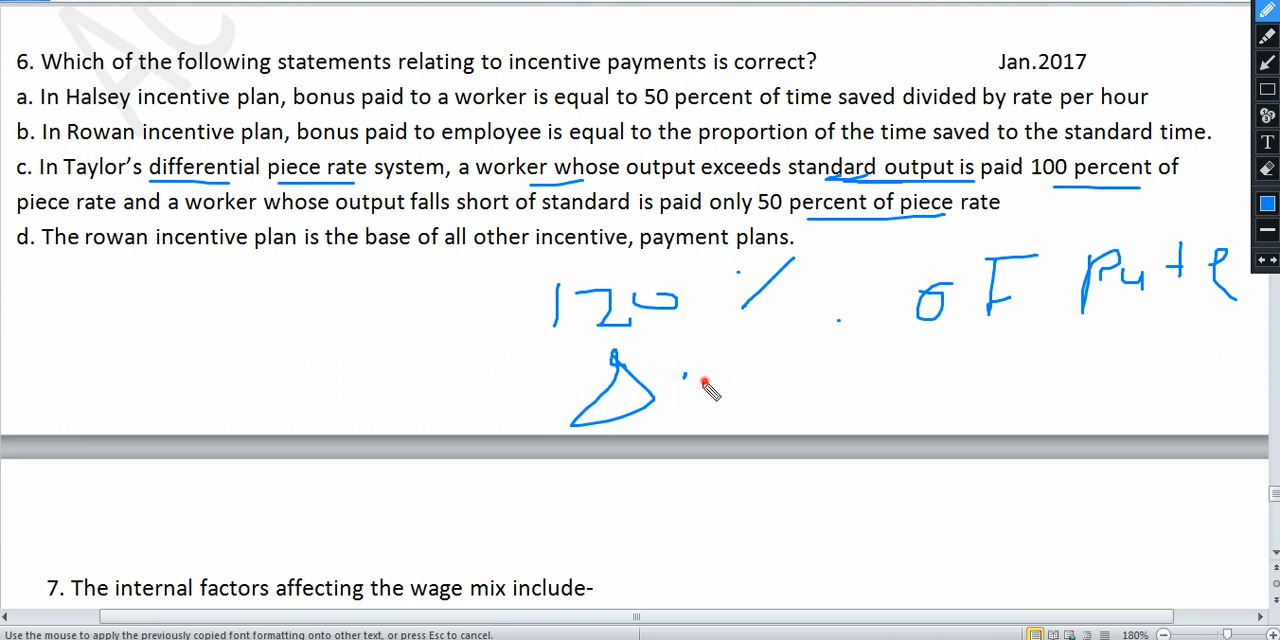 6. Which of the following statements relating to incentive payments is correct? Jan.2017
a. In Halsey incentive plan, bonus paid to a worker is equal to 50 percent of time saved divided by rate per hour
b. In Rowan incentive plan, bonus paid to employee is equal to the proportion of the time saved to the standard time.
c. In Taylor’s differential piece rate system, a worker whose output exceeds standard output is paid 100 percent of
piece rate and a worker whose output falls short of standard is paid only 50 percent of piece rate
d. The rowan incentive plan is the base of all other incentive, payment plans.
120 % of
7. The internal factors affecting the wage mix include-
Use the mouse to apply the previously copied font formatting onto other text, or press Esc to cancel.
180%